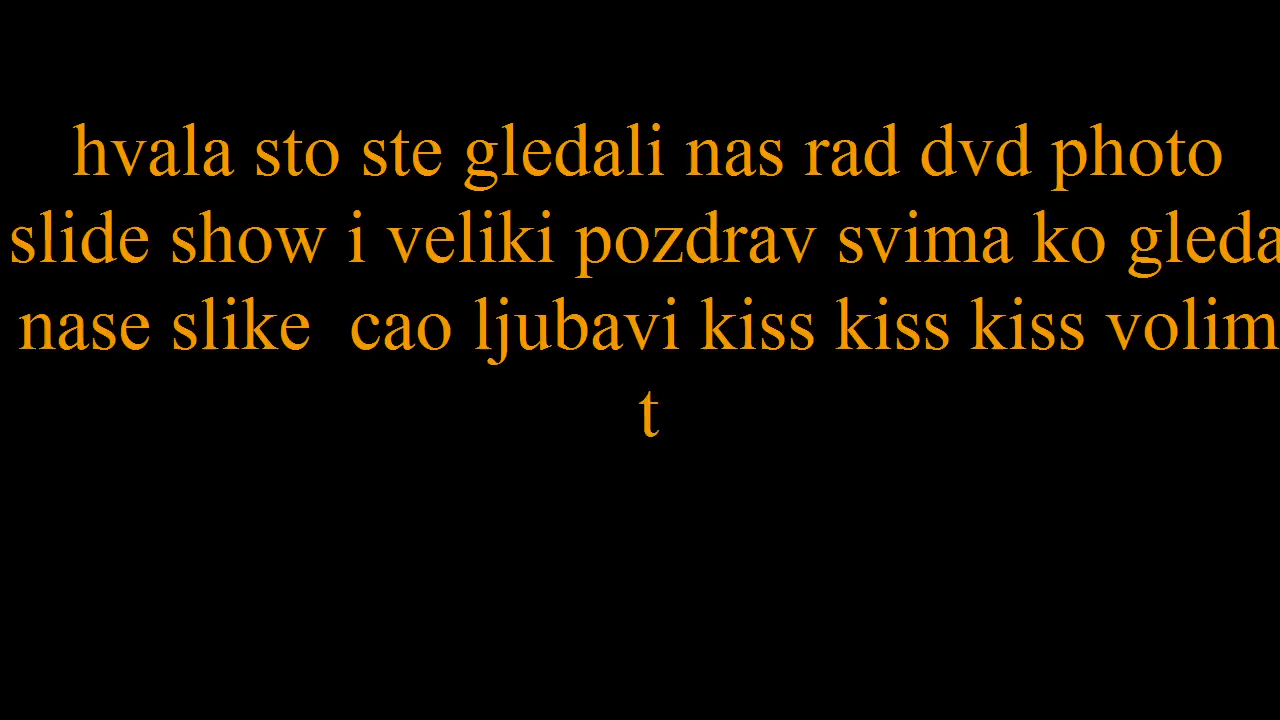 hvala sto ste gledali nas rad dvd photo
slide show i veliki pozdrav svima ko gleda
nase slike  cao ljubavi kiss kiss kiss volim
t